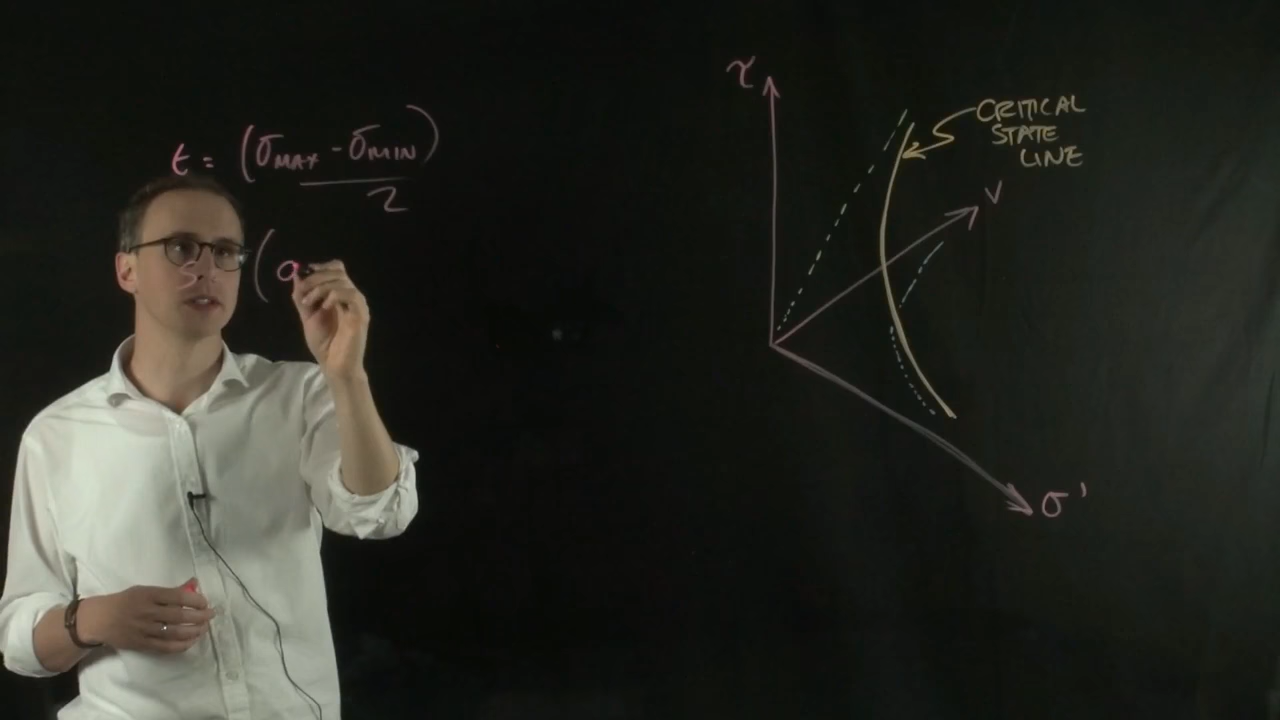 t = (σMAX - σMIN)
2
S (σ
τ
CRITICAL
STATE
LINE
V
σ'